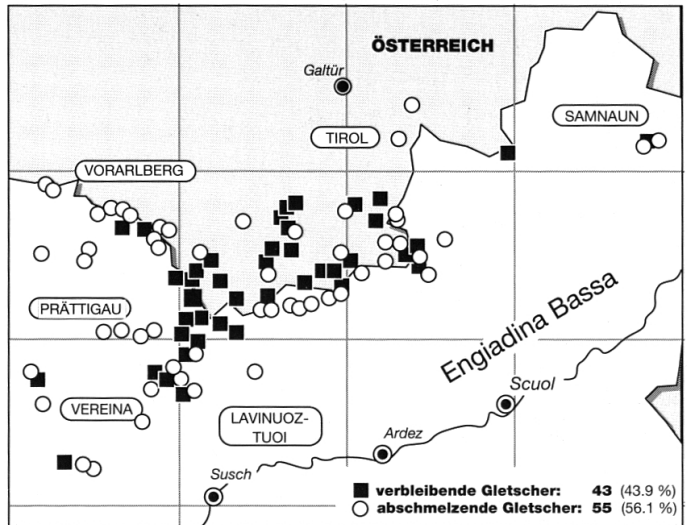 ÖSTERREICH
Galtür
SAMNAUN
TIROL
VORARLBERG
PRÄTTIGAU
Engiadina Bassa
Scuol
VEREINA
LAVINUOZ-
TUOI
Ardez
Susch
verbleibende Gletscher: 43 (43.9 %)
abschmelzende Gletscher: 55 (56.1 %)